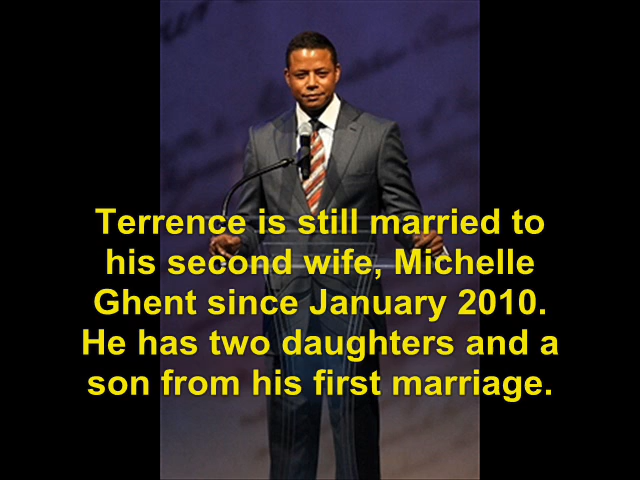 Terrence is still married to
his second wife, Michelle
Ghent since January 2010.
He has two daughters and a
son from his first marriage.